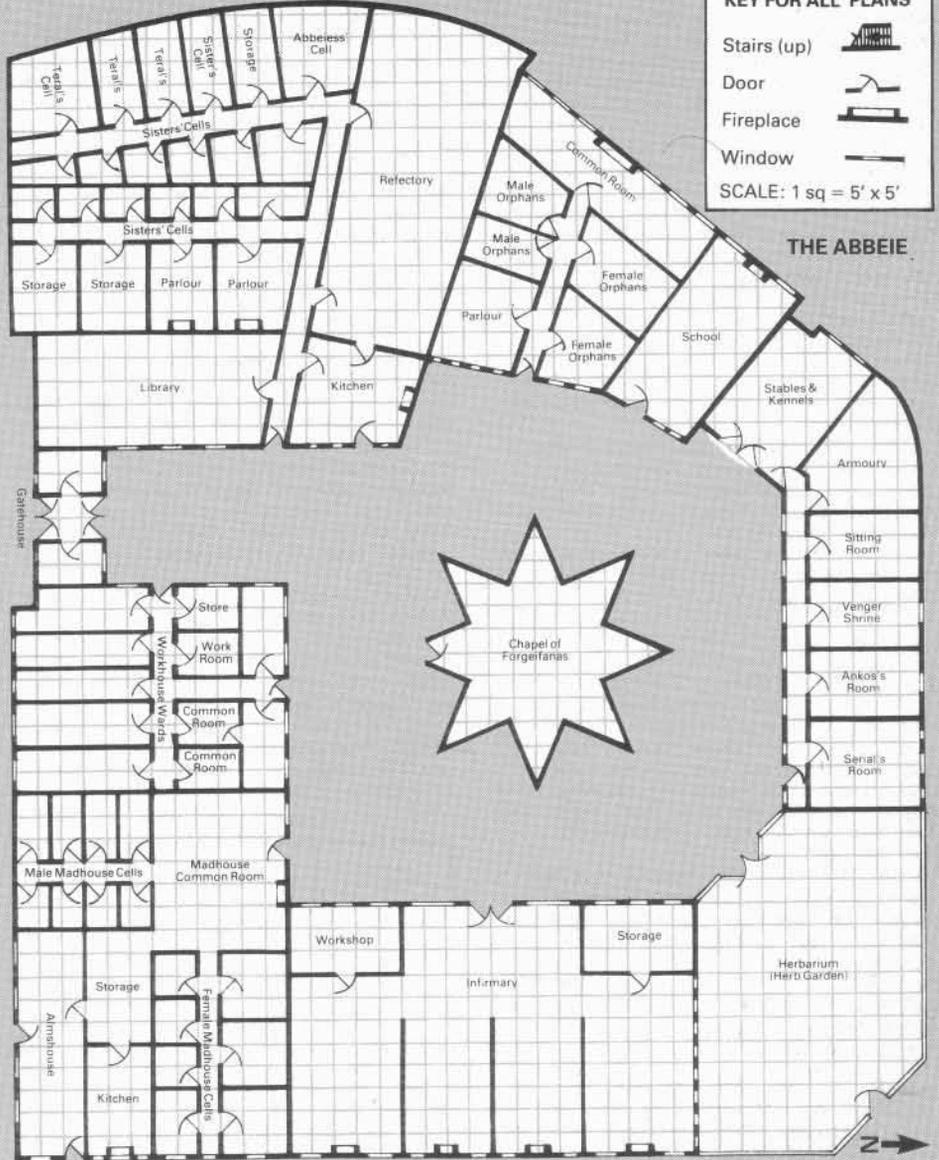 KEY FOR ALL PLANS
Stairs (up)
Door
Fireplace
Window
SCALE: 1 sq = 5' x 5'
THE ABBEIE
Teral's
Cell
Teral's
Teral's
Sister's
Cell
Storage
Abbeiess'
Cell
Sisters' Cells
Sisters' Cells
Storage
Storage
Parlour
Parlour
Library
Refectory
Kitchen
Common Room
Male
Orphans
Male
Orphans
Parlour
Female
Orphans
Female
Orphans
School
Stables &
Kennels
Armoury
Sitting
Room
Venger
Shrine
Ankos's
Room
Serial's
Room
Gatehouse
Chapel of
Forgeifanas
Store
Work
Room
Workhouse Wards
Common
Room
Common
Room
Male Madhouse Cells
Madhouse
Common Room
Workshop
Infirmary
Storage
Herbarium
(Herb Garden)
Almshouse
Storage
Kitchen
Female Madhouse Cells
N